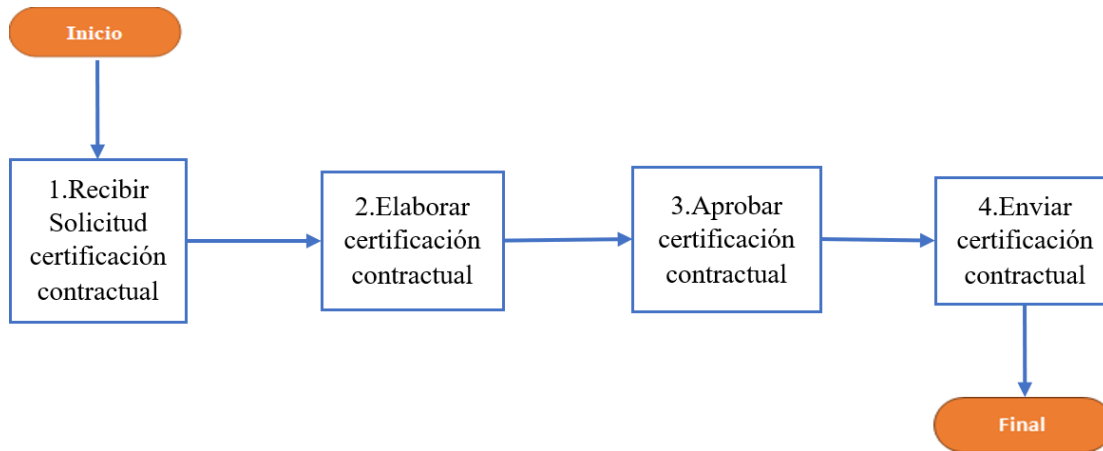 Inicio
1.Recibir
Solicitud
certificación
contractual
2.Elaborar
certificación
contractual
3.Aprobar
certificación
contractual
4.Enviar
certificación
contractual
Final